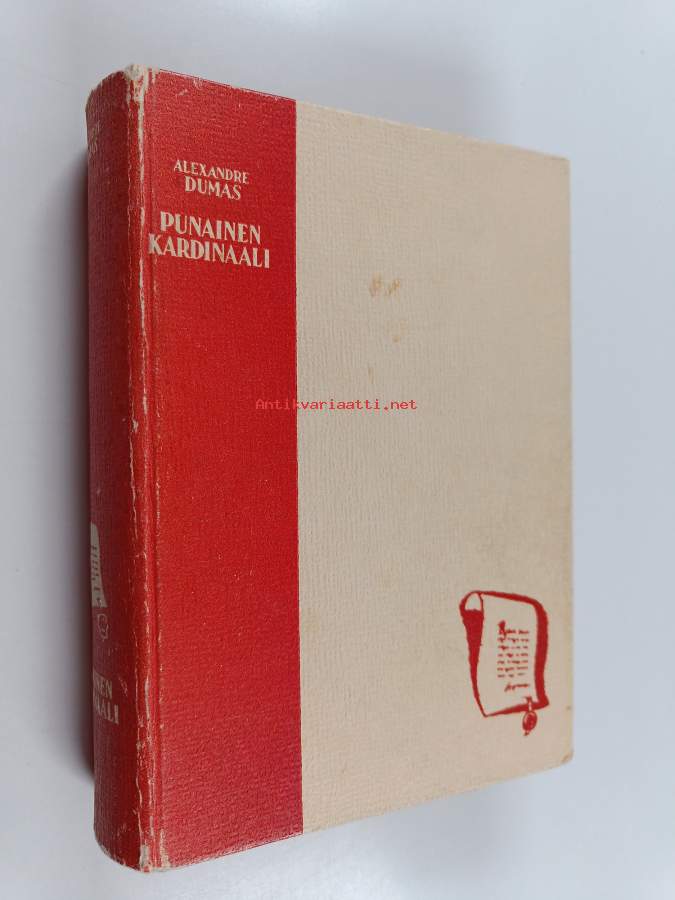 ALEXANDRE
DUMAS
PUNAINEN
KARDINAALI
Antikvariaatti.net